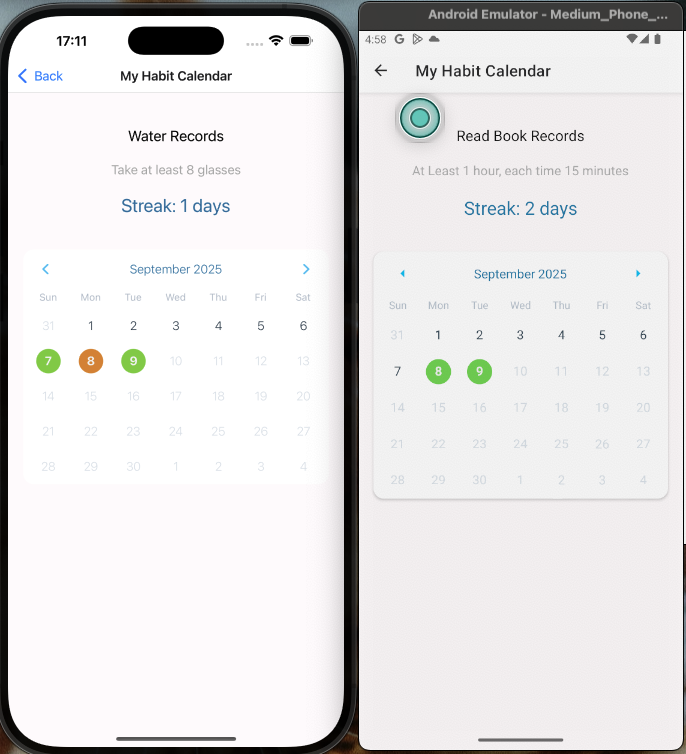 17:11
Back
My Habit Calendar
Water Records
Take at least 8 glasses
Streak: 1 days
September 2025
Sun Mon Tue Wed Thu Fri Sat
31 1 2 3 4 5 6
7 8 9 10 11 12 13
14 15 16 17 18 19 20
21 22 23 24 25 26 27
28 29 30 1 2 3 4
Android Emulator - Medium_Phone_...
4:58 G
My Habit Calendar
Read Book Records
At Least 1 hour, each time 15 minutes
Streak: 2 days
September 2025
Sun Mon Tue Wed Thu Fri Sat
31 1 2 3 4 5 6
7 8 9 10 11 12 13
14 15 16 17 18 19 20
21 22 23 24 25 26 27
28 29 30 1 2 3 4